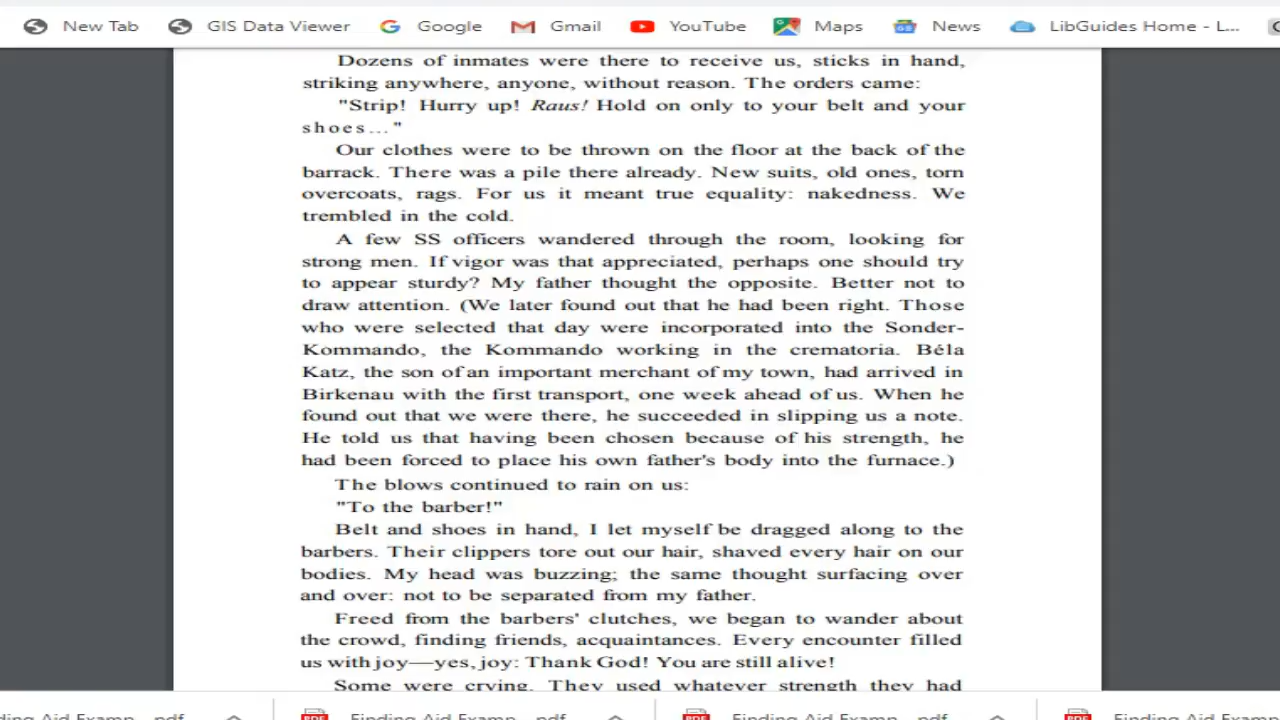 New Tab GIS Data Viewer Google Gmail YouTube Maps News LibGuides Home - L...
Dozens of inmates were there to receive us, sticks in hand,
striking anywhere, anyone, without reason. The orders came:
"Strip! Hurry up! Raus! Hold on only to your belt and your
shoes..."
Our clothes were to be thrown on the floor at the back of the
barrack. There was a pile there already. New suits, old ones, torn
overcoats, rags. For us it meant true equality: nakedness. We
trembled in the cold.
A few SS officers wandered through the room, looking for
strong men. If vigor was that appreciated, perhaps one should try
to appear sturdy? My father thought the opposite. Better not to
draw attention. (We later found out that he had been right. Those
who were selected that day were incorporated into the Sonder-
Kommando, the Kommando working in the crematoria. Béla
Katz, the son of an important merchant of my town, had arrived in
Birkenau with the first transport, one week ahead of us. When he
found out that we were there, he succeeded in slipping us a note.
He told us that having been chosen because of his strength, he
had been forced to place his own father's body into the furnace.)
The blows continued to rain on us:
"To the barber!"
Belt and shoes in hand, I let myself be dragged along to the
barbers. Their clippers tore out our hair, shaved every hair on our
bodies. My head was buzzing; the same thought surfacing over
and over: not to be separated from my father.
Freed from the barbers' clutches, we began to wander about
the crowd, finding friends, acquaintances. Every encounter filled
us with joy—yes, joy: Thank God! You are still alive!
Some were crying. They used whatever strength they had
ding Aid Examp....pdf Finding Aid Examp....pdf Finding Aid Examp....pdf Finding Aid Exam